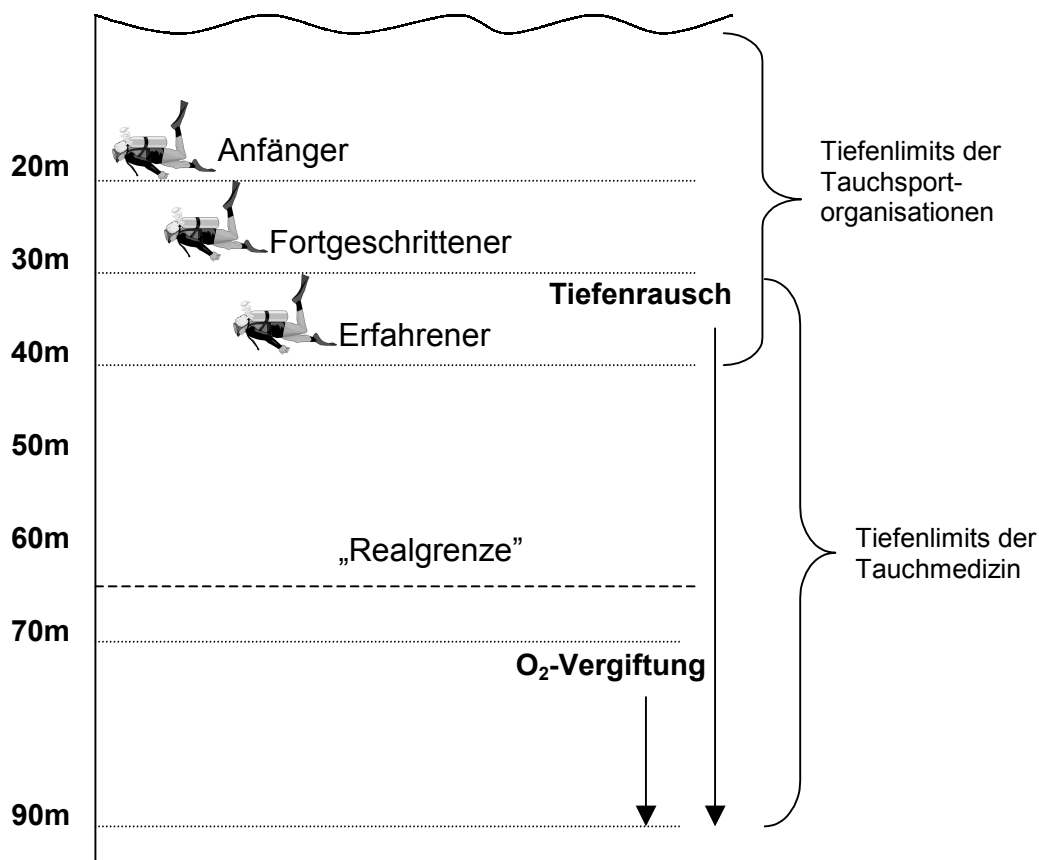 Anfänger
20m
Tiefenlimits der
Tauchsport-
organisationen
Fortgeschrittener
30m
Tiefenrausch
Erfahrener
40m
50m
60m
„Realgrenze”
Tiefenlimits der
Tauchmedizin
70m
O₂-Vergiftung
90m